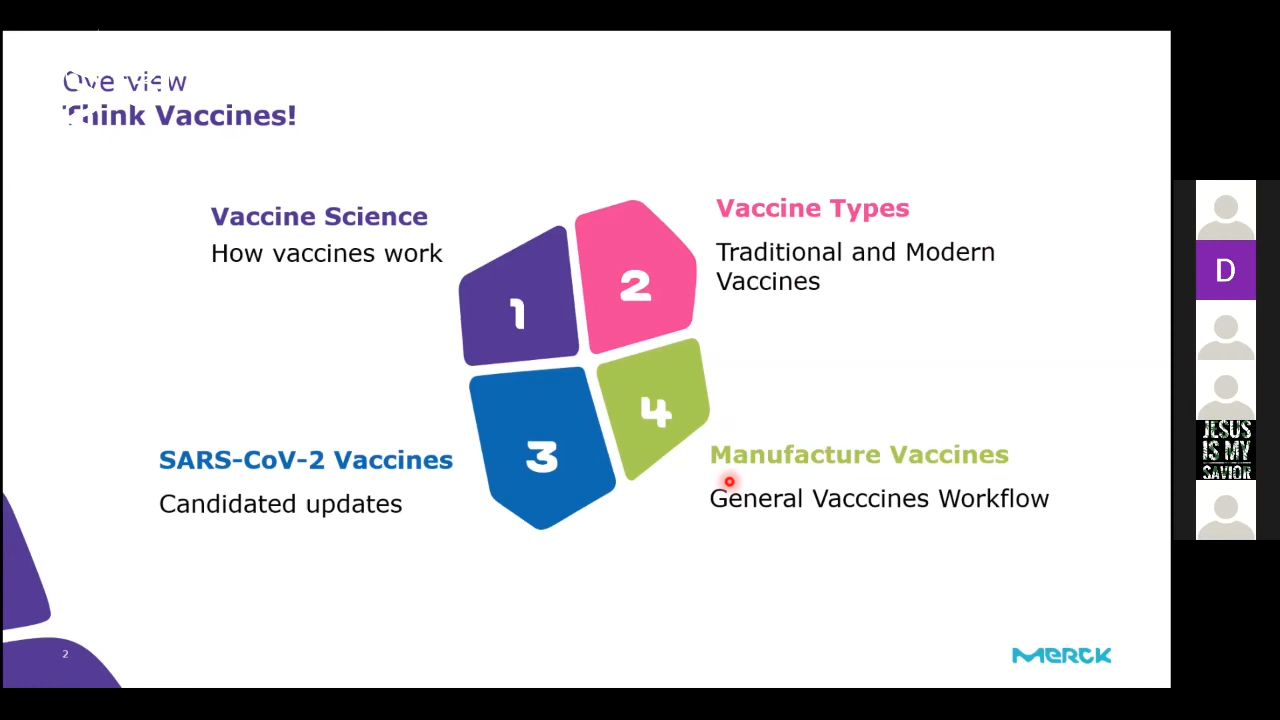 Overview
Think Vaccines!
Vaccine Science
How vaccines work
1
2
Vaccine Types
Traditional and Modern
Vaccines
SARS-CoV-2 Vaccines
Candidated updates
3
4
Manufacture Vaccines
General Vacccines Workflow
2
MERCK
D
JESUS
IS MY
SAVIOR